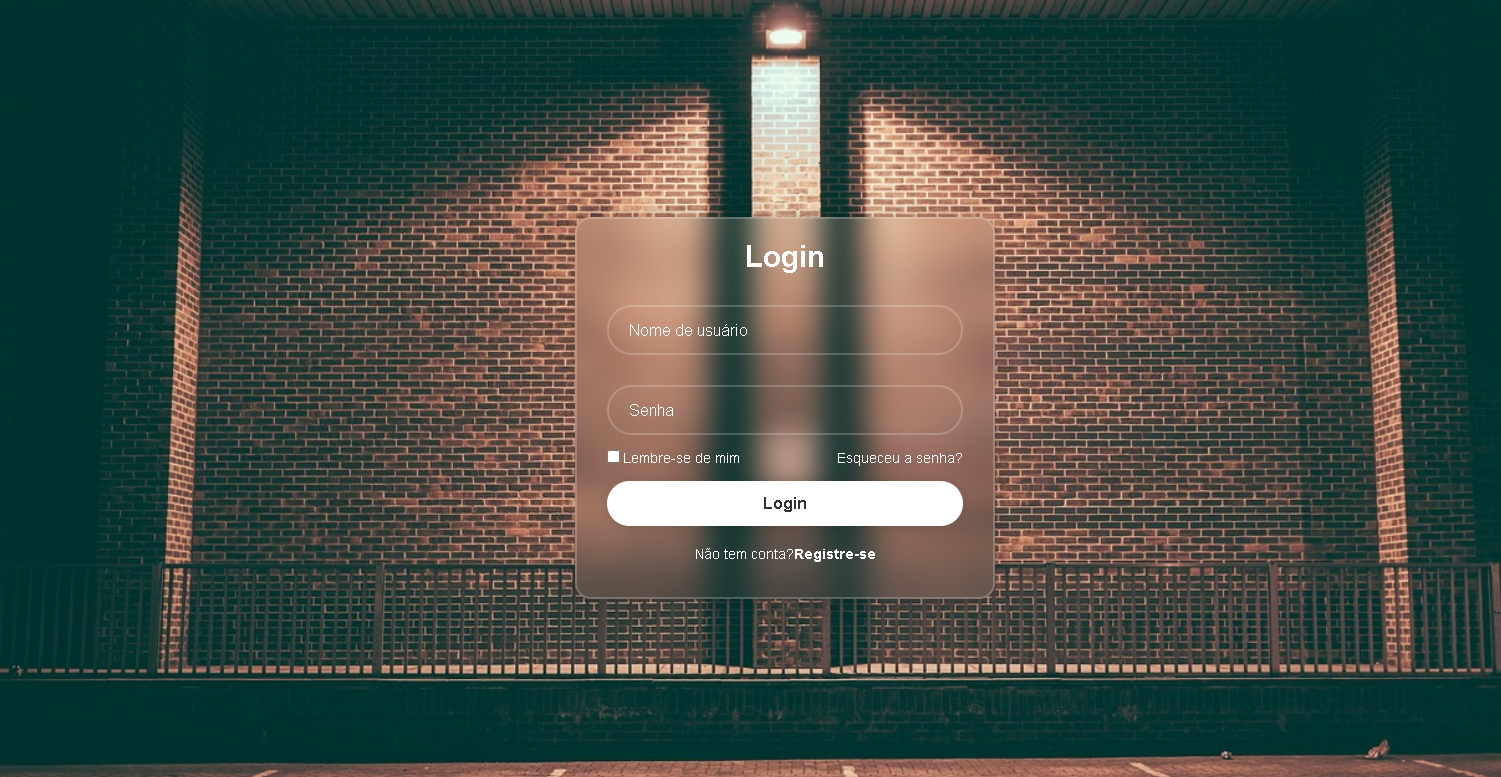 Login
Nome de usuário
Senha
Lembre-se de mim Esqueceu a senha?
Login
Não tem conta?Registre-se